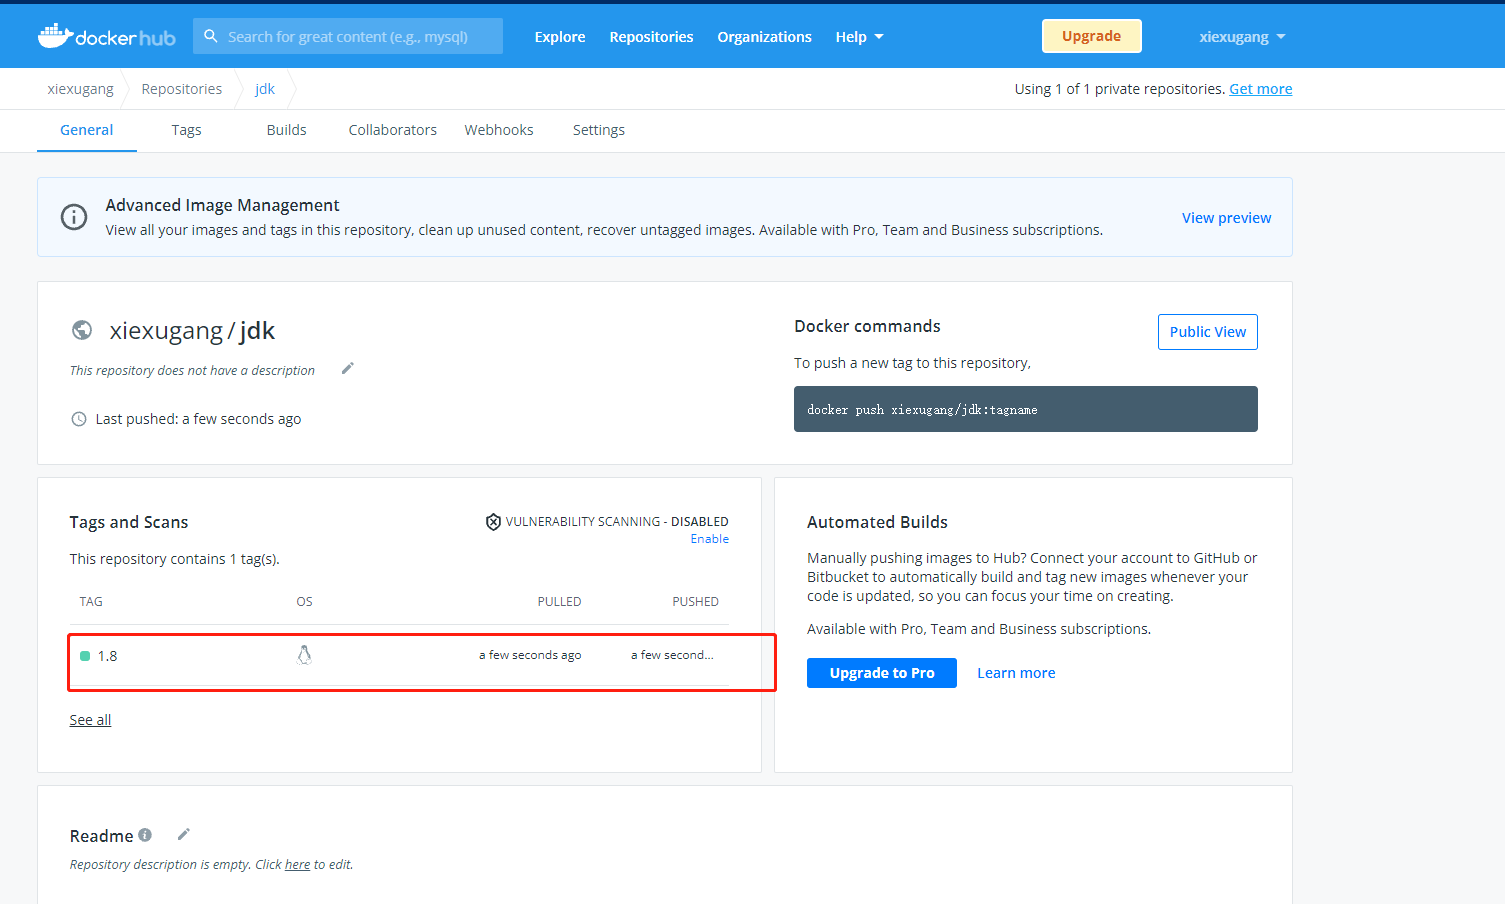 dockerhub Search for great content (e.g., mysql) Explore Repositories Organizations Help Upgrade xiexugang
xiexugang Repositories jdk Using 1 of 1 private repositories. Get more
General Tags Builds Collaborators Webhooks Settings
Advanced Image Management
View all your images and tags in this repository, clean up unused content, recover untagged images. Available with Pro, Team and Business subscriptions.
View preview
xiexugang / jdk
This repository does not have a description
Last pushed: a few seconds ago
Docker commands
Public View
To push a new tag to this repository,
docker push xiexugang/jdk:tagname
Tags and Scans
VULNERABILITY SCANNING - DISABLED
Enable
This repository contains 1 tag(s).
TAG OS PULLED PUSHED
1.8 a few seconds ago a few second...
See all
Automated Builds
Manually pushing images to Hub? Connect your account to GitHub or
Bitbucket to automatically build and tag new images whenever your
code is updated, so you can focus your time on creating.
Available with Pro, Team and Business subscriptions.
Upgrade to Pro Learn more
Readme
Repository description is empty. Click here to edit.